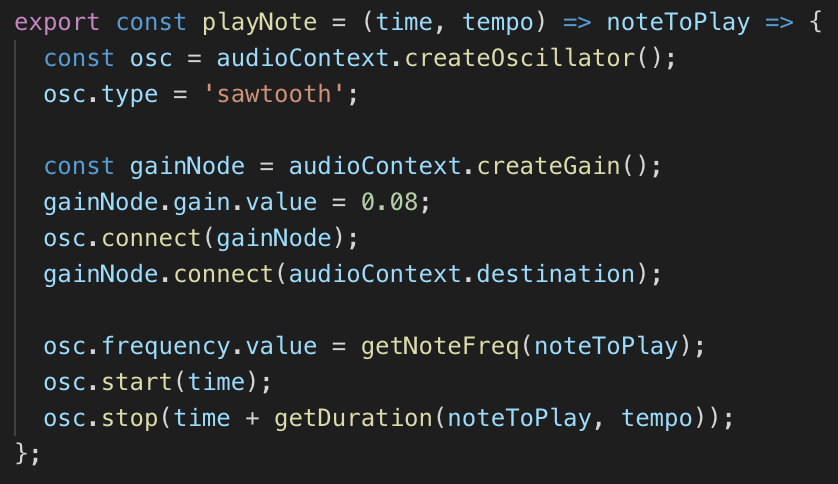 export const playNote = (time, tempo) => noteToPlay => {
  const osc = audioContext.createOscillator();
  osc.type = 'sawtooth';

  const gainNode = audioContext.createGain();
  gainNode.gain.value = 0.08;
  osc.connect(gainNode);
  gainNode.connect(audioContext.destination);

  osc.frequency.value = getNoteFreq(noteToPlay);
  osc.start(time);
  osc.stop(time + getDuration(noteToPlay, tempo));
};